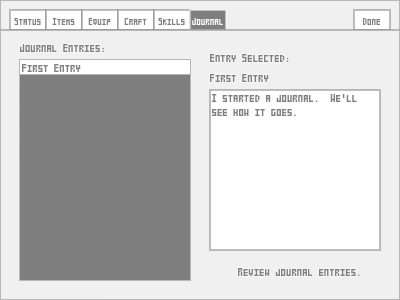 Status Items Equip Craft Skills Journal Done
Journal Entries:
First Entry
Entry Selected:
First Entry
I started a journal. We'll
see how it goes.
Review journal entries.